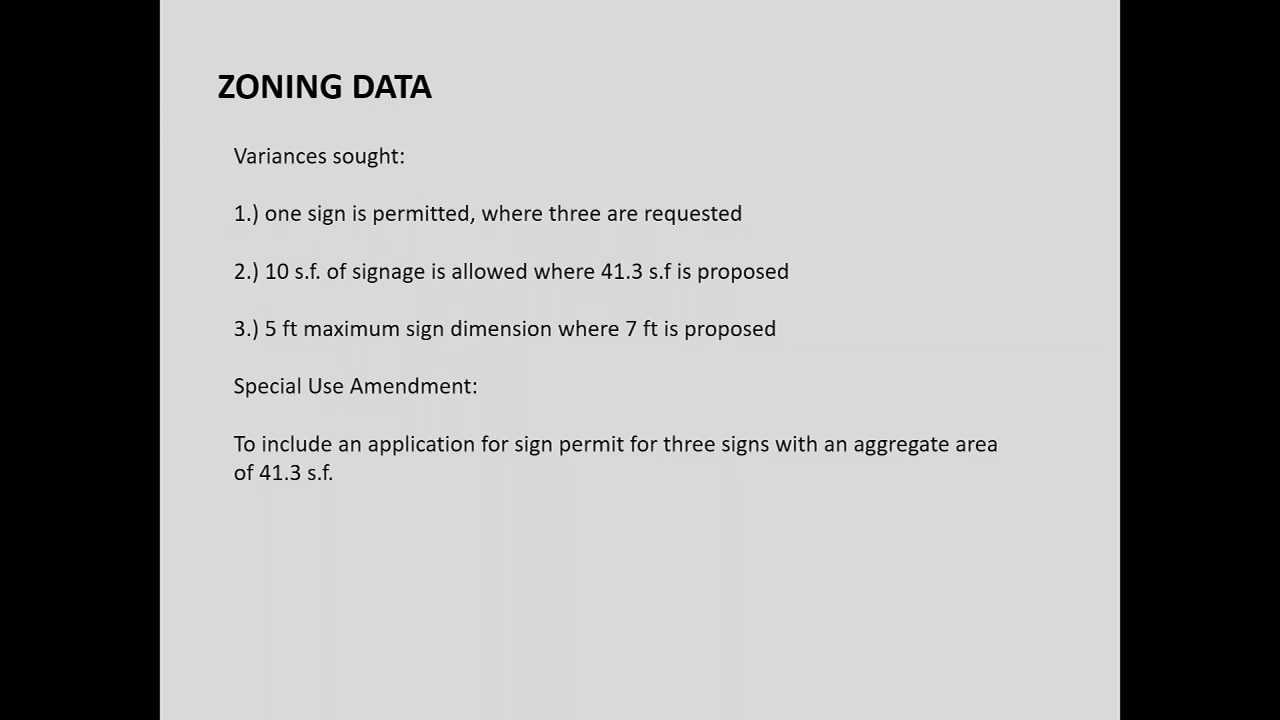 ZONING DATA
Variances sought:
1.) one sign is permitted, where three are requested
2.) 10 s.f. of signage is allowed where 41.3 s.f is proposed
3.) 5 ft maximum sign dimension where 7 ft is proposed
Special Use Amendment:
To include an application for sign permit for three signs with an aggregate area
of 41.3 s.f.